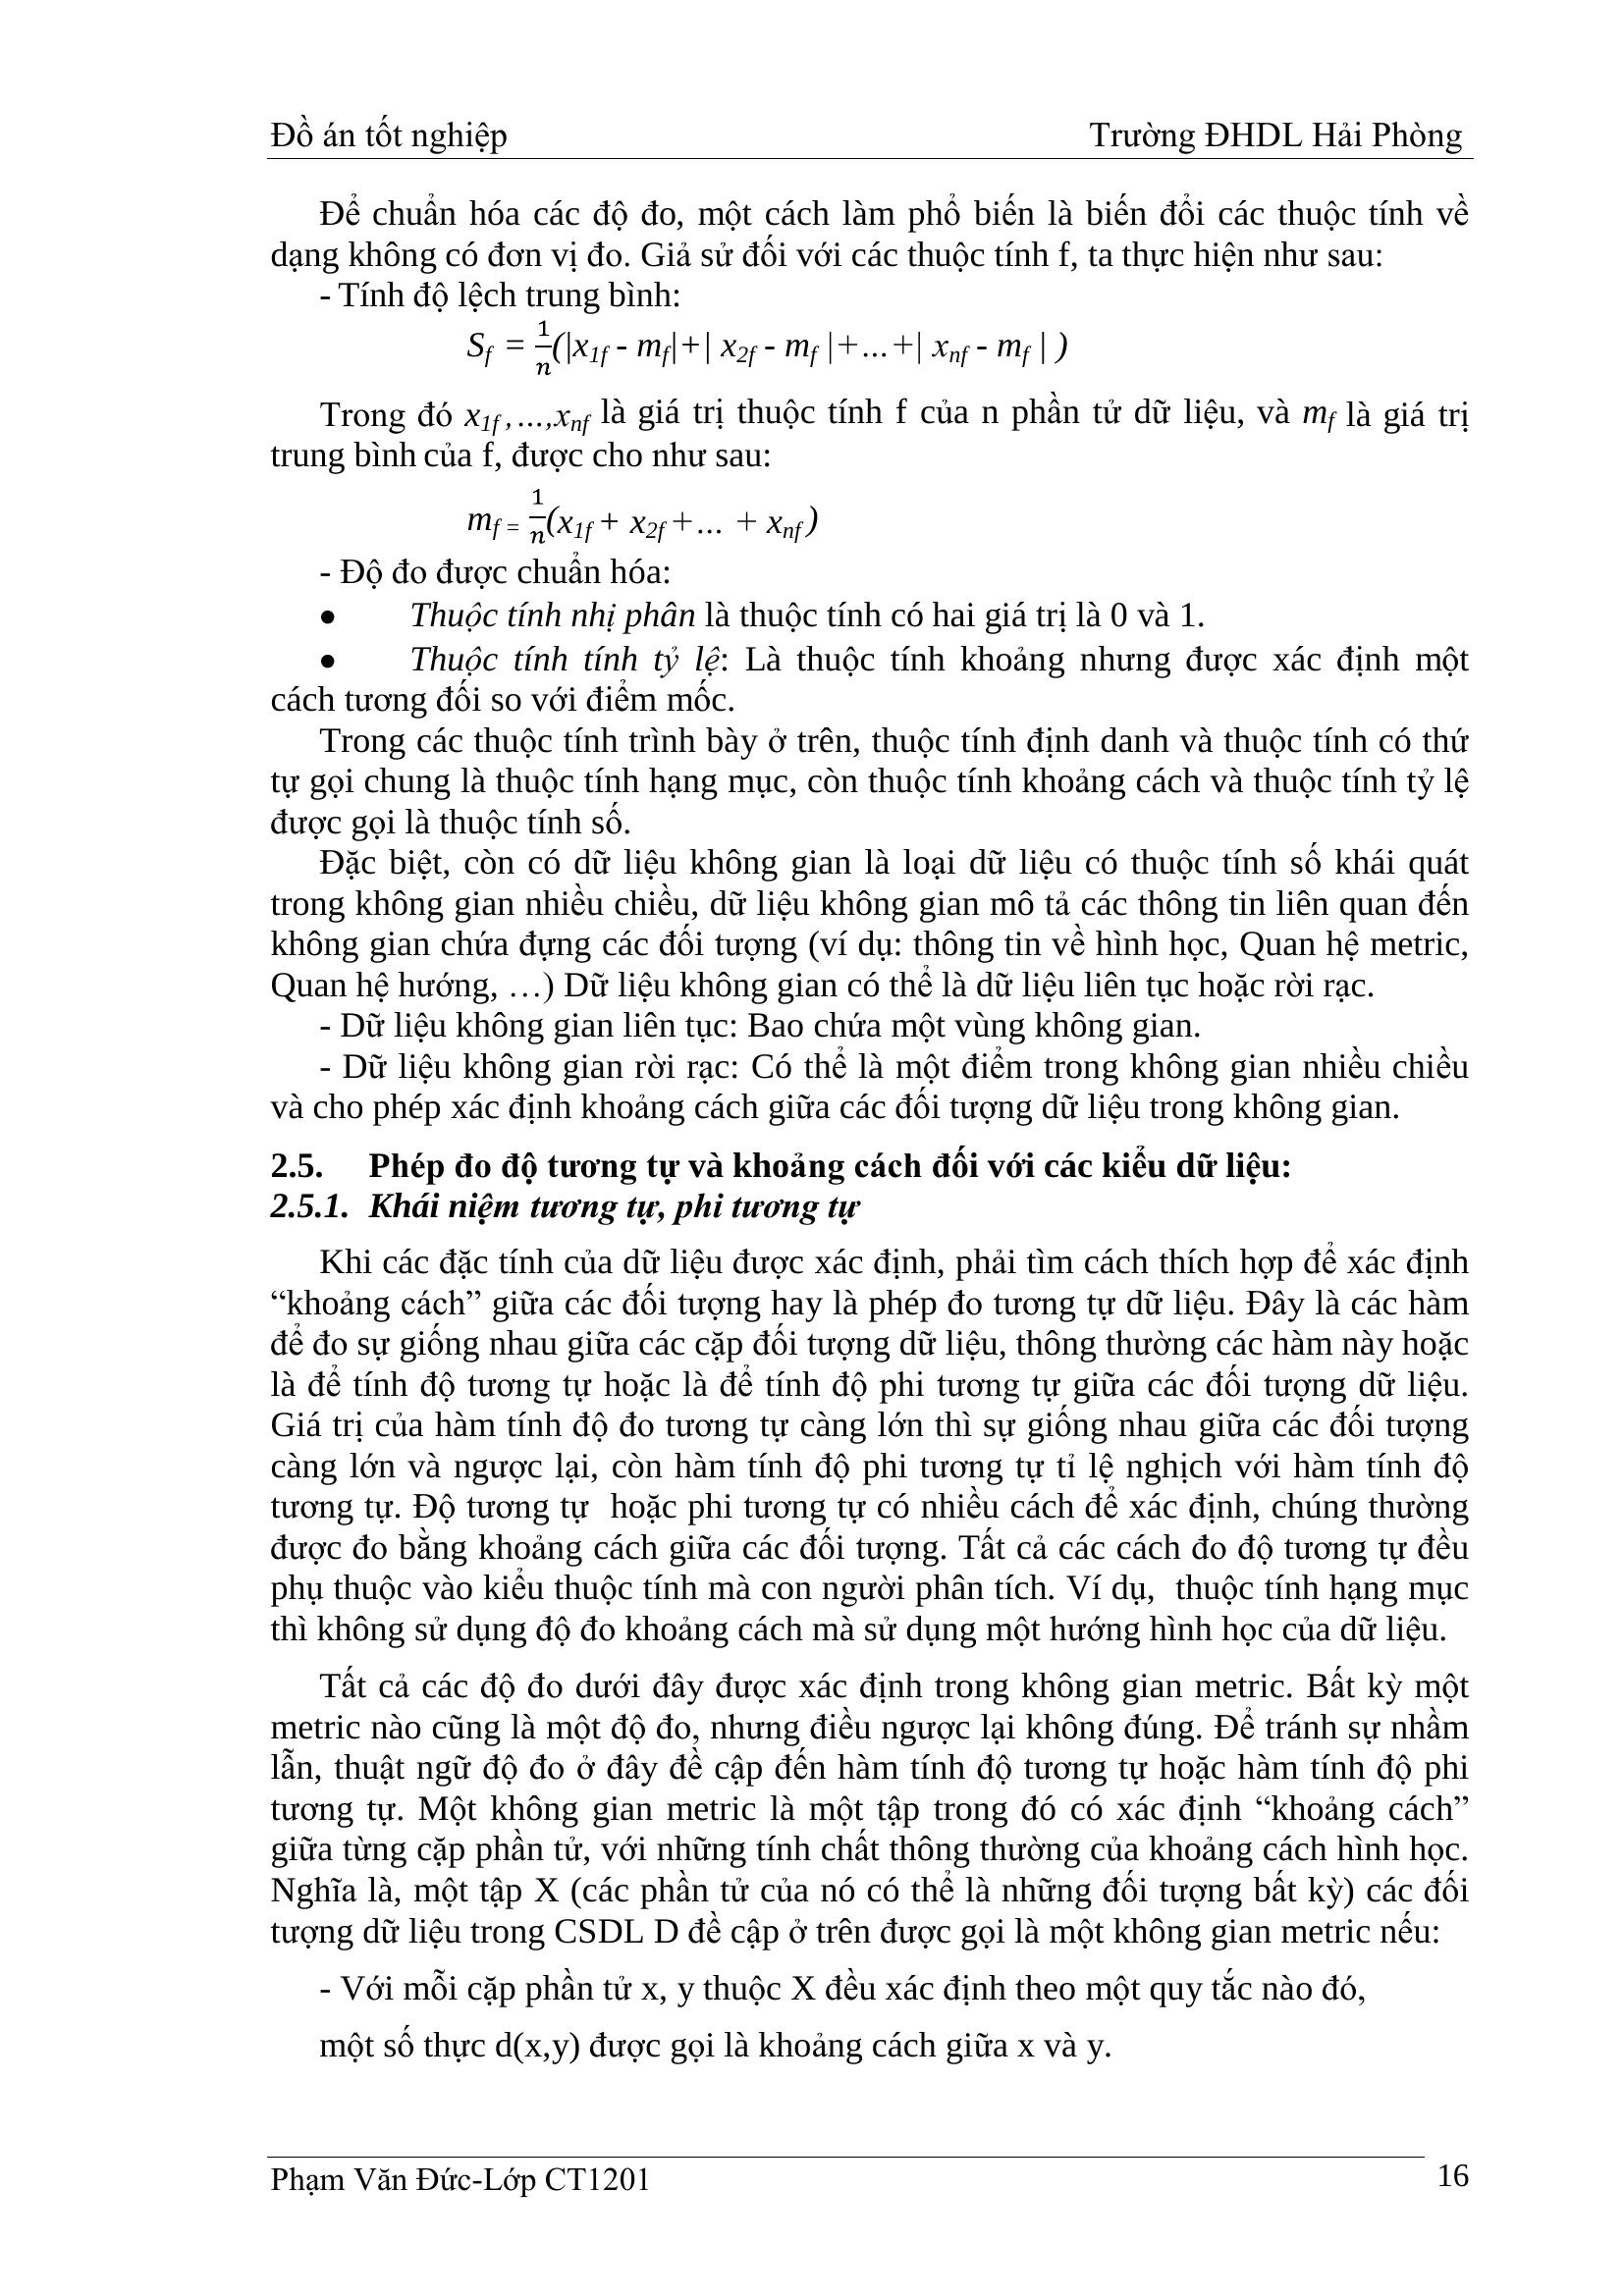 Đồ án tốt nghiệp Trường ĐHDL Hải Phòng
Để chuẩn hóa các độ đo, một cách làm phổ biến là biến đổi các thuộc tính về
dạng không có đơn vị đo. Giả sử đối với các thuộc tính f, ta thực hiện như sau:
- Tính độ lệch trung bình:
S_f = 1/n (|x_1f - m_f|+| x_2f - m_f |+...+| x_nf - m_f | )
Trong đó x_1f ,...,x_nf là giá trị thuộc tính f của n phần tử dữ liệu, và m_f là giá trị
trung bình của f, được cho như sau:
m_f = 1/n (x_1f + x_2f +... + x_nf )
- Độ đo được chuẩn hóa:
• Thuộc tính nhị phân là thuộc tính có hai giá trị là 0 và 1.
• Thuộc tính tính tỷ lệ: Là thuộc tính khoảng nhưng được xác định một
cách tương đối so với điểm mốc.
Trong các thuộc tính trình bày ở trên, thuộc tính định danh và thuộc tính có thứ
tự gọi chung là thuộc tính hạng mục, còn thuộc tính khoảng cách và thuộc tính tỷ lệ
được gọi là thuộc tính số.
Đặc biệt, còn có dữ liệu không gian là loại dữ liệu có thuộc tính số khái quát
trong không gian nhiều chiều, dữ liệu không gian mô tả các thông tin liên quan đến
không gian chứa đựng các đối tượng (ví dụ: thông tin về hình học, Quan hệ metric,
Quan hệ hướng, …) Dữ liệu không gian có thể là dữ liệu liên tục hoặc rời rạc.
- Dữ liệu không gian liên tục: Bao chứa một vùng không gian.
- Dữ liệu không gian rời rạc: Có thể là một điểm trong không gian nhiều chiều
và cho phép xác định khoảng cách giữa các đối tượng dữ liệu trong không gian.
2.5. Phép đo độ tương tự và khoảng cách đối với các kiểu dữ liệu:
2.5.1. Khái niệm tương tự, phi tương tự
Khi các đặc tính của dữ liệu được xác định, phải tìm cách thích hợp để xác định
“khoảng cách” giữa các đối tượng hay là phép đo tương tự dữ liệu. Đây là các hàm
để đo sự giống nhau giữa các cặp đối tượng dữ liệu, thông thường các hàm này hoặc
là để tính độ tương tự hoặc là để tính độ phi tương tự giữa các đối tượng dữ liệu.
Giá trị của hàm tính độ đo tương tự càng lớn thì sự giống nhau giữa các đối tượng
càng lớn và ngược lại, còn hàm tính độ phi tương tự tỉ lệ nghịch với hàm tính độ
tương tự. Độ tương tự hoặc phi tương tự có nhiều cách để xác định, chúng thường
được đo bằng khoảng cách giữa các đối tượng. Tất cả các cách đo độ tương tự đều
phụ thuộc vào kiểu thuộc tính mà con người phân tích. Ví dụ, thuộc tính hạng mục
thì không sử dụng độ đo khoảng cách mà sử dụng một hướng hình học của dữ liệu.
Tất cả các độ đo dưới đây được xác định trong không gian metric. Bất kỳ một
metric nào cũng là một độ đo, nhưng điều ngược lại không đúng. Để tránh sự nhầm
lẫn, thuật ngữ độ đo ở đây đề cập đến hàm tính độ tương tự hoặc hàm tính độ phi
tương tự. Một không gian metric là một tập trong đó có xác định “khoảng cách”
giữa từng cặp phần tử, với những tính chất thông thường của khoảng cách hình học.
Nghĩa là, một tập X (các phần tử của nó có thể là những đối tượng bất kỳ) các đối
tượng dữ liệu trong CSDL D đề cập ở trên được gọi là một không gian metric nếu:
- Với mỗi cặp phần tử x, y thuộc X đều xác định theo một quy tắc nào đó,
một số thực d(x,y) được gọi là khoảng cách giữa x và y.
Phạm Văn Đức-Lớp CT1201 16